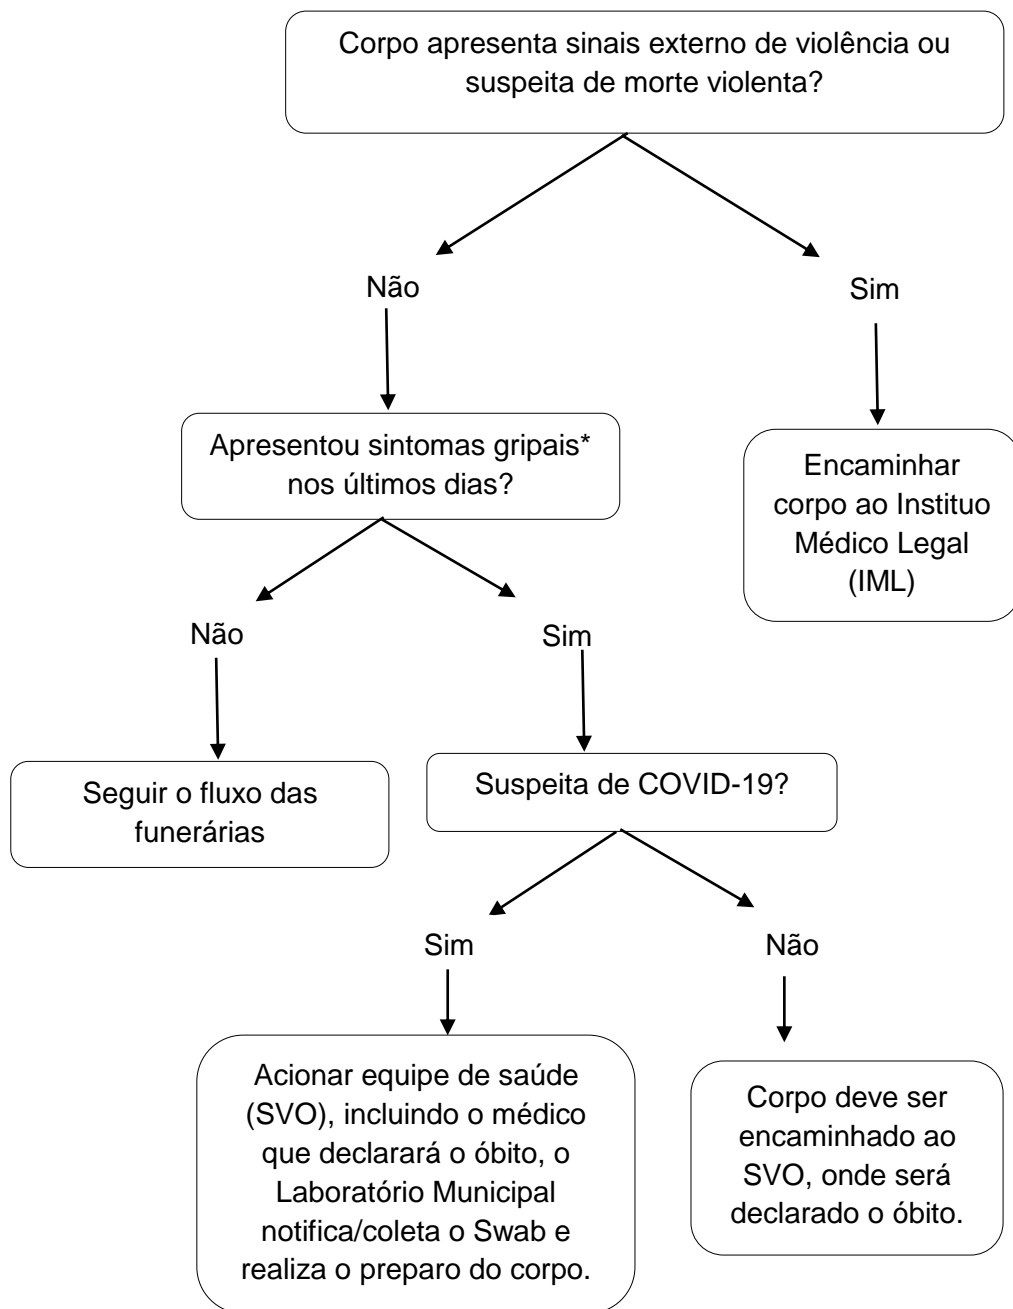 Corpo apresenta sinais externo de violência ou
suspeita de morte violenta?
Não
Sim
Apresentou sintomas gripais*
nos últimos dias?
Encaminhar
corpo ao Instituo
Médico Legal
(IML)
Não
Sim
Seguir o fluxo das
funerárias
Suspeita de COVID-19?
Sim
Não
Acionar equipe de saúde
(SVO), incluindo o médico
que declarará o óbito, o
Laboratório Municipal
notifica/coleta o Swab e
realiza o preparo do corpo.
Corpo deve ser
encaminhado ao
SVO, onde será
declarado o óbito.